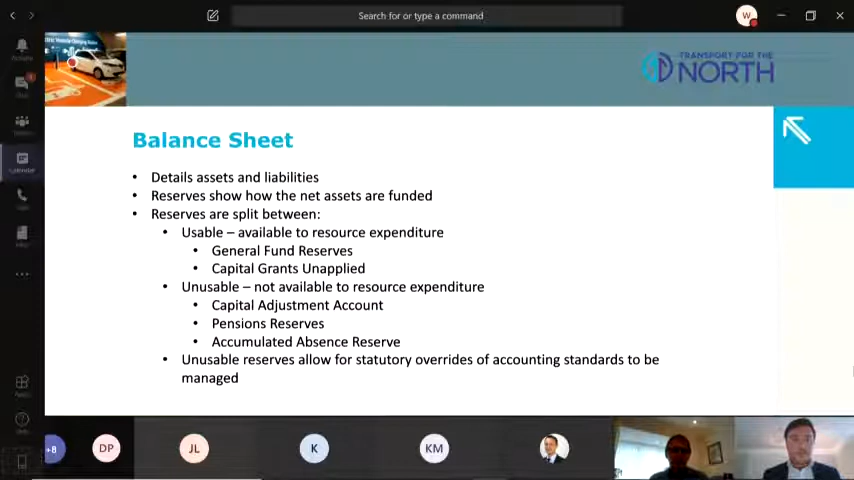 Search for or type a command
W
TRANSPORT FOR THE
NORTH
Balance Sheet
• Details assets and liabilities
• Reserves show how the net assets are funded
• Reserves are split between:
• Usable – available to resource expenditure
• General Fund Reserves
• Capital Grants Unapplied
• Unusable – not available to resource expenditure
• Capital Adjustment Account
• Pensions Reserves
• Accumulated Absence Reserve
• Unusable reserves allow for statutory overrides of accounting standards to be
managed
Activity
Calendar
+8
DP
JL
K
KM